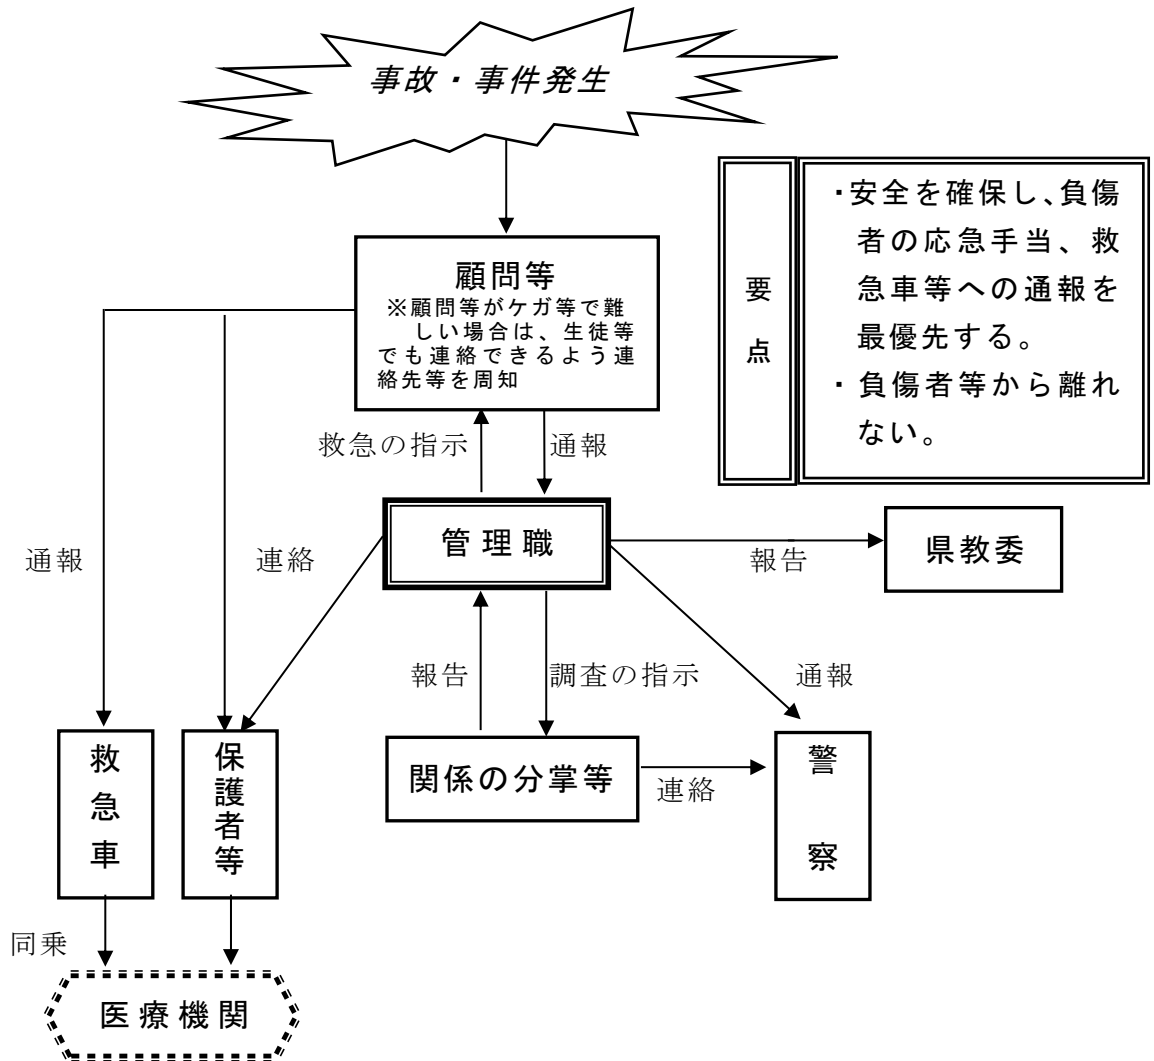 事故・事件発生
顧問等
※顧問等がケガ等で難
しい場合は、生徒等
でも連絡できるよう連
絡先等を周知
要点
・安全を確保し、負傷
者の応急手当、救
急車等への通報を
最優先する。
・負傷者等から離れ
ない。
救急の指示
通報
管理職
県教委
報告
通報
連絡
報告
調査の指示
通報
救急車
保護者等
関係の分掌等
連絡
警察
同乗
医療機関